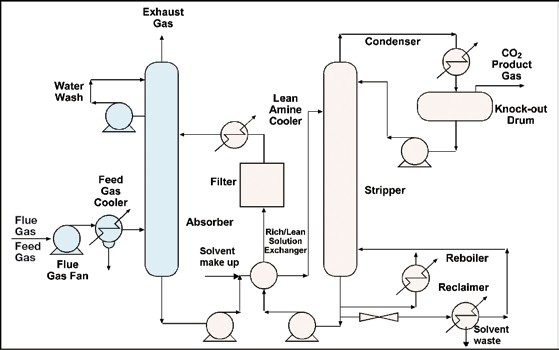 Exhaust
Gas
Condenser
CO2
Product
Gas
Water
Wash
Lean
Amine
Cooler
Knock-out
Drum
Feed
Gas
Cooler
Filter
Stripper
Flue
Gas
Feed
Gas
Absorber
Rich/Lean
Solution
Exchanger
Solvent
make up
Flue
Gas Fan
Reboiler
Reclaimer
Solvent
waste